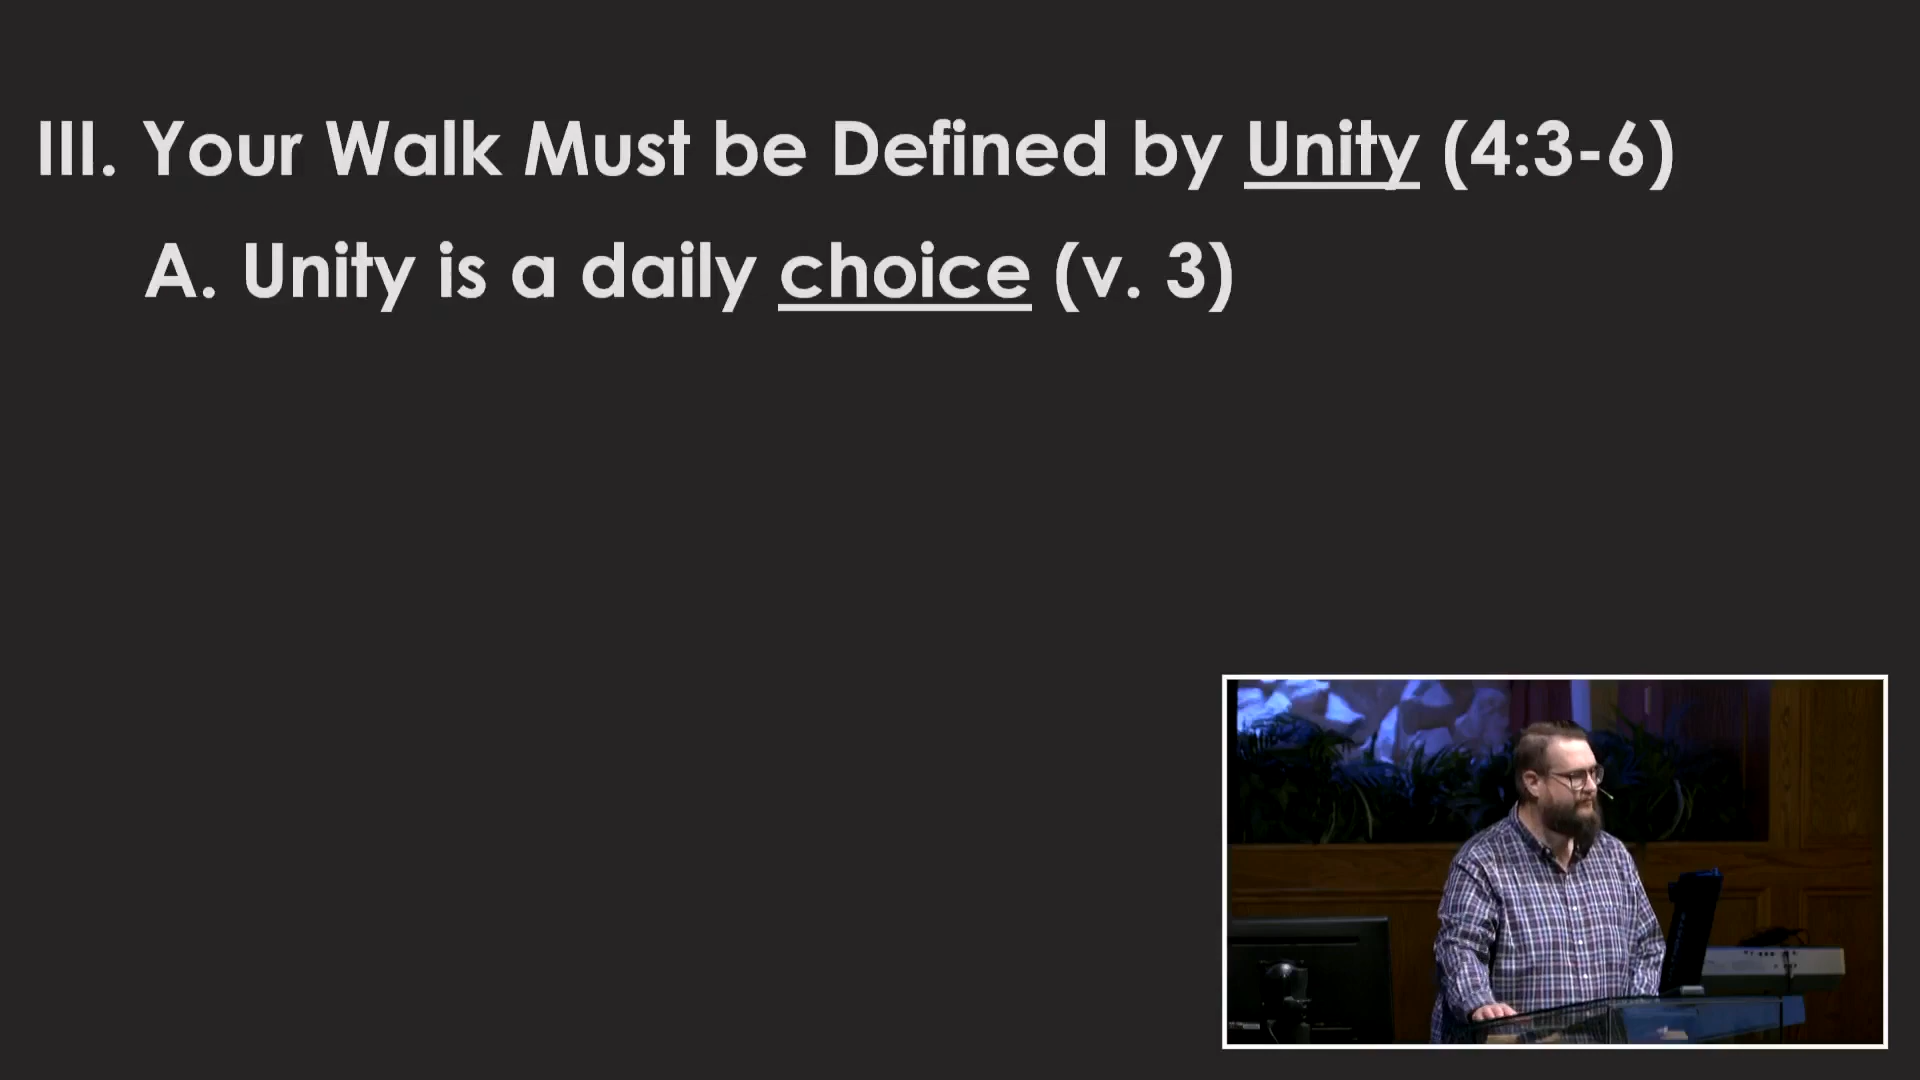 III. Your Walk Must be Defined by Unity (4:3-6)
A. Unity is a daily choice (v. 3)